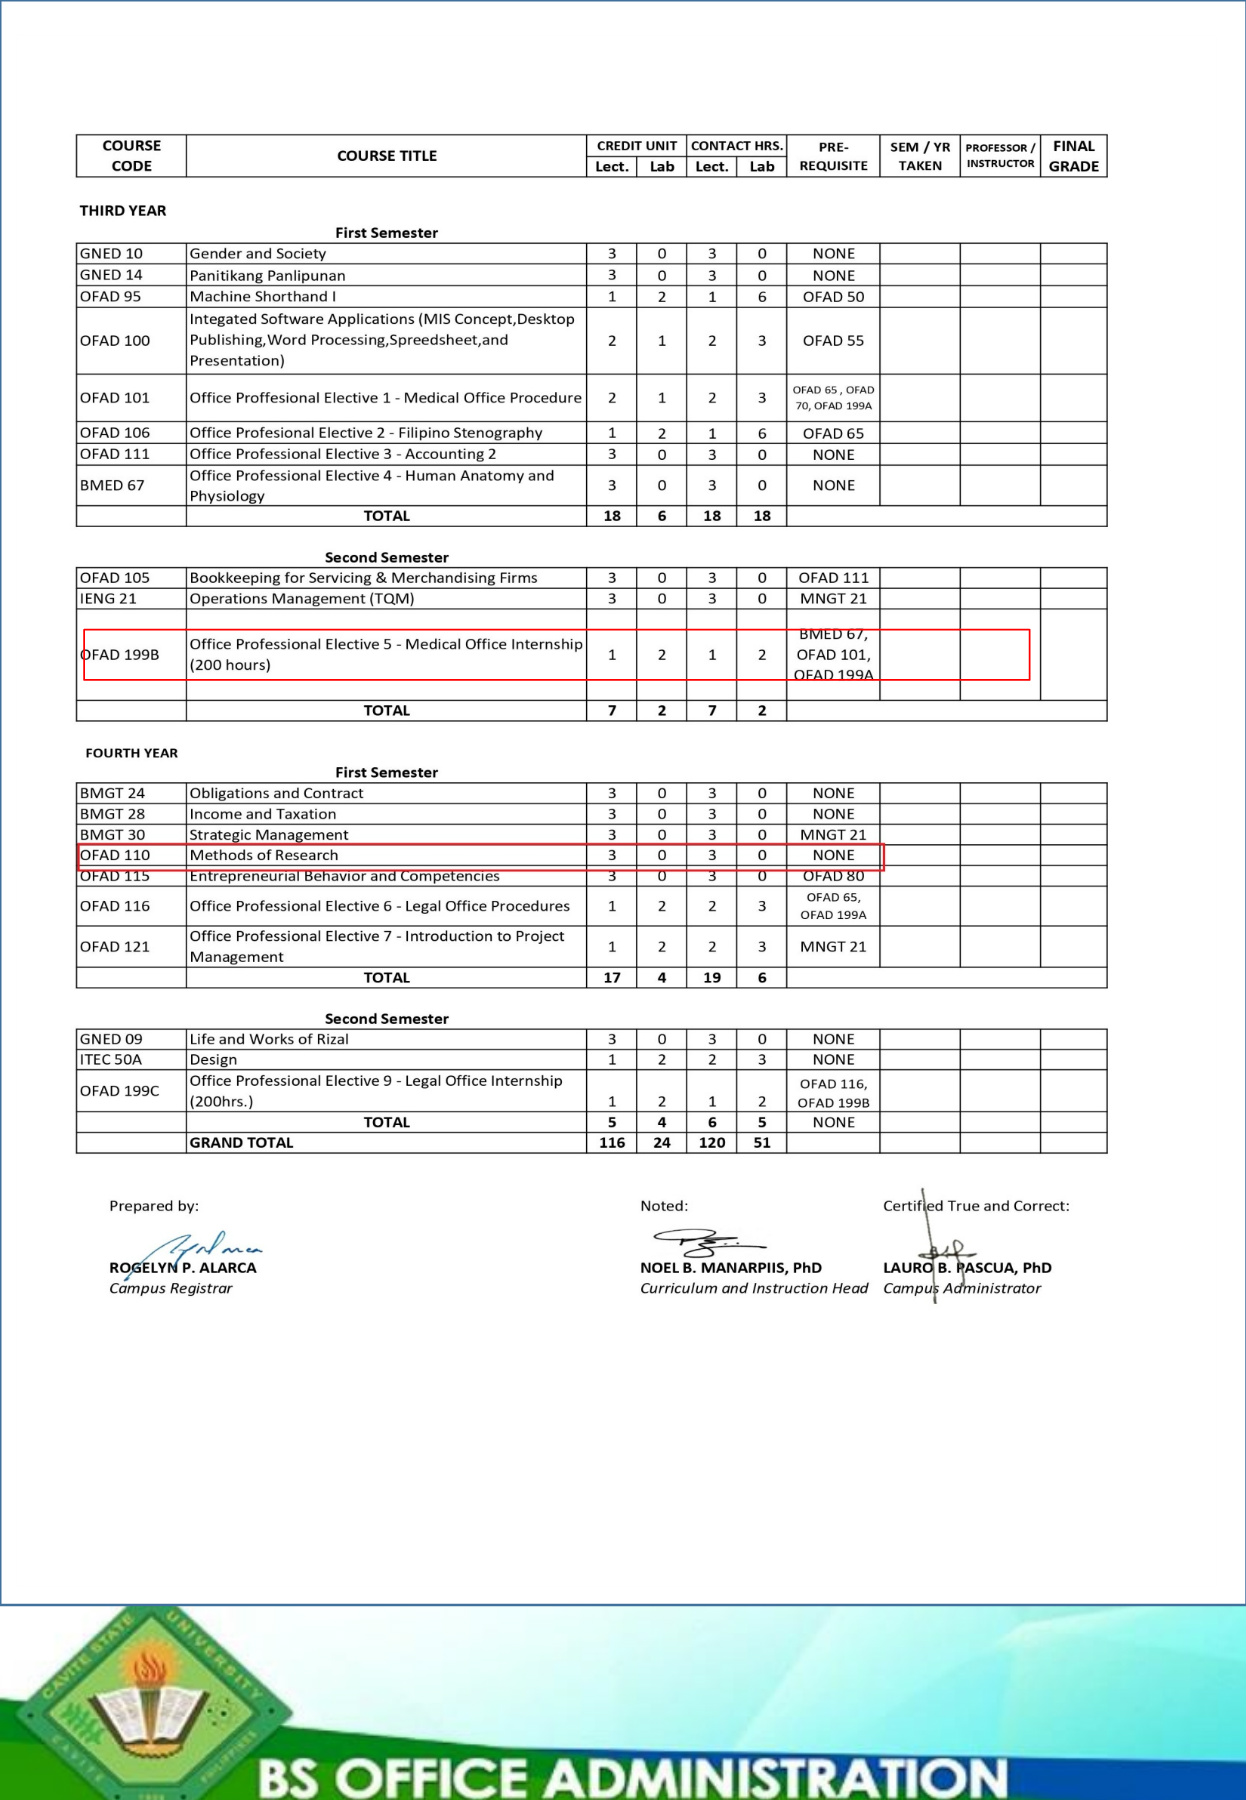 COURSE CODE COURSE TITLE CREDIT UNIT CONTACT HRS. PRE-REQUISITE SEM / YR TAKEN PROFESSOR / INSTRUCTOR FINAL GRADE
Lect. Lab Lect. Lab
THIRD YEAR
First Semester
GNED 10 Gender and Society 3 0 3 0 NONE
GNED 14 Panitikang Panlipunan 3 0 3 0 NONE
OFAD 95 Machine Shorthand I 1 2 1 6 OFAD 50
OFAD 100 Integated Software Applications (MIS Concept,Desktop
Publishing,Word Processing,Spreedsheet,and
Presentation) 2 1 2 3 OFAD 55
OFAD 101 Office Proffesional Elective 1 - Medical Office Procedure 2 1 2 3 OFAD 65 , OFAD
70, OFAD 199A
OFAD 106 Office Profesional Elective 2 - Filipino Stenography 1 2 1 6 OFAD 65
OFAD 111 Office Professional Elective 3 - Accounting 2 3 0 3 0 NONE
BMED 67 Office Professional Elective 4 - Human Anatomy and
Physiology 3 0 3 0 NONE
TOTAL 18 6 18 18
Second Semester
OFAD 105 Bookkeeping for Servicing & Merchandising Firms 3 0 3 0 OFAD 111
IENG 21 Operations Management (TQM) 3 0 3 0 MNGT 21
OFAD 199B Office Professional Elective 5 - Medical Office Internship
(200 hours) 1 2 1 2 BMED 67,
OFAD 101,
OFAD 199A
TOTAL 7 2 7 2
FOURTH YEAR
First Semester
BMGT 24 Obligations and Contract 3 0 3 0 NONE
BMGT 28 Income and Taxation 3 0 3 0 NONE
BMGT 30 Strategic Management 3 0 3 0 MNGT 21
OFAD 110 Methods of Research 3 0 3 0 NONE
OFAD 115 Entrepreneurial Behavior and Competencies 3 0 3 0 OFAD 80
OFAD 116 Office Professional Elective 6 - Legal Office Procedures 1 2 2 3 OFAD 65,
OFAD 199A
OFAD 121 Office Professional Elective 7 - Introduction to Project
Management 1 2 2 3 MNGT 21
TOTAL 17 4 19 6
Second Semester
GNED 09 Life and Works of Rizal 3 0 3 0 NONE
ITEC 50A Design 1 2 2 3 NONE
OFAD 199C Office Professional Elective 9 - Legal Office Internship
(200hrs.) 1 2 1 2 OFAD 116,
OFAD 199B
TOTAL 5 4 6 5 NONE
GRAND TOTAL 116 24 120 51
Prepared by: Noted: Certified True and Correct:
ROGELYN P. ALARCA NOEL B. MANARPIIS, PhD LAURO B. PASCUA, PhD
Campus Registrar Curriculum and Instruction Head Campus Administrator
CAVITE STATE UNIVERSITY
CAVITE PHILIPPINES
BS OFFICE ADMINISTRATION